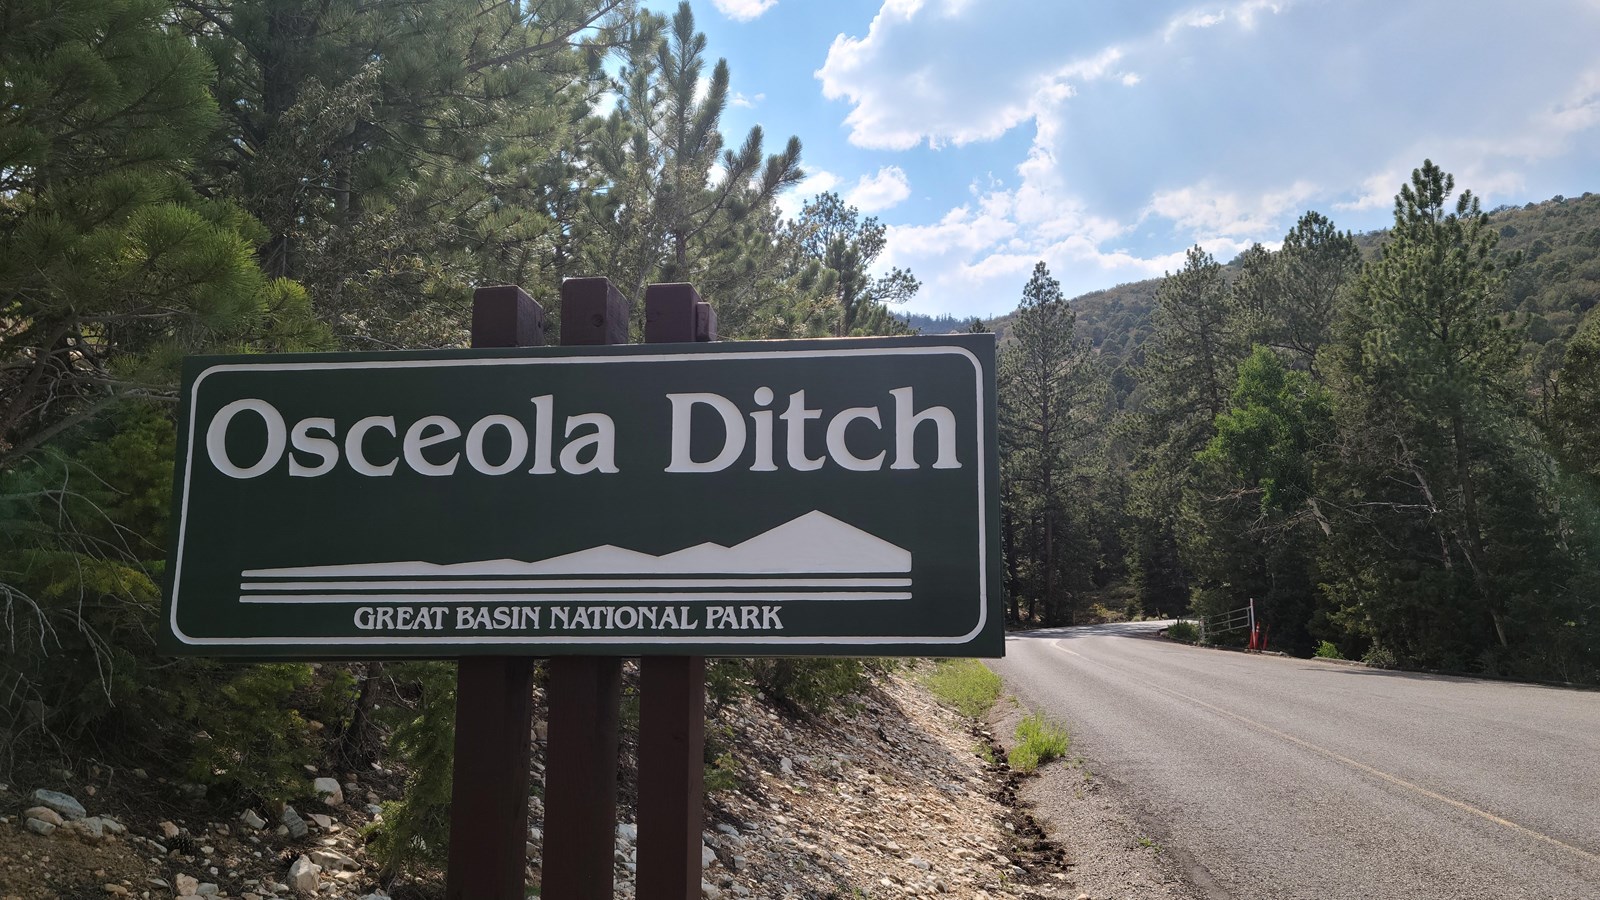 Osceola Ditch
GREAT BASIN NATIONAL PARK